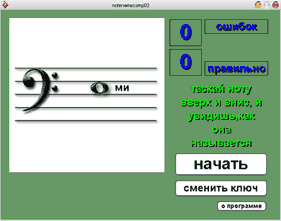 notenamecomp02
0 ошибок
0 правильно
ми
таскай ноту
вверх и вниз, и
увидишь,как
она
называется
начать
сменить ключ
о программе